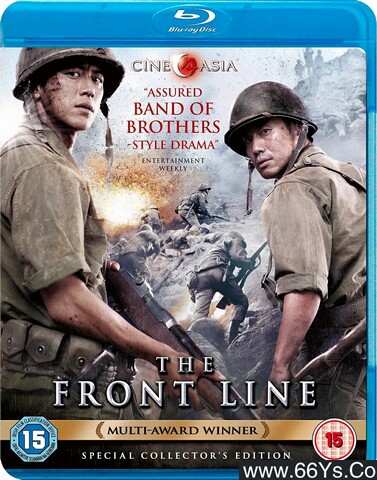 Blu-ray Disc
CINE ASIA
"ASSURED
BAND OF
BROTHERS
-STYLE DRAMA"
ENTERTAINMENT
WEEKLY
THE
FRONT LINE
15
MULTI-AWARD WINNER
15
SPECIAL COLLECTOR'S EDITION
www.66Ys.Co